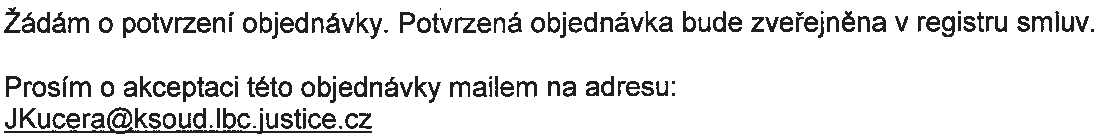 Žádám o potvrzení objednávky. Potvrzená objednávka bude zveřejněna v registru smluv.
Prosím o akceptaci této objednávky mailem na adresu:
JKucera@ksoud.lbc.justice.cz